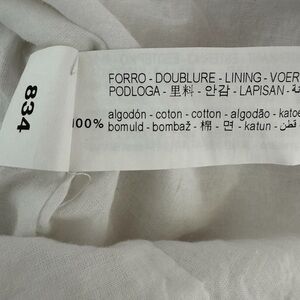 FORRO - DOUBLURE - LINING - VOER
PODLOGA - 里料 - 안감 - LAPISAN -
100% algodón - coton - cotton - algodão - katoe
bomuld - bombaž - 棉 - 면 - katun - قطن
834